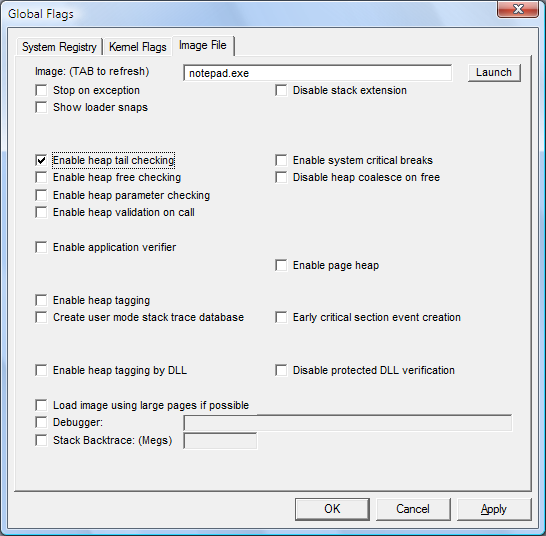 Global Flags
System Registry Kernel Flags Image File
Image: (TAB to refresh) notepad.exe Launch
Stop on exception Disable stack extension
Show loader snaps
Enable heap tail checking Enable system critical breaks
Enable heap free checking Disable heap coalesce on free
Enable heap parameter checking
Enable heap validation on call
Enable application verifier
Enable page heap
Enable heap tagging
Create user mode stack trace database Early critical section event creation
Enable heap tagging by DLL Disable protected DLL verification
Load image using large pages if possible
Debugger:
Stack Backtrace: (Megs)
OK Cancel Apply